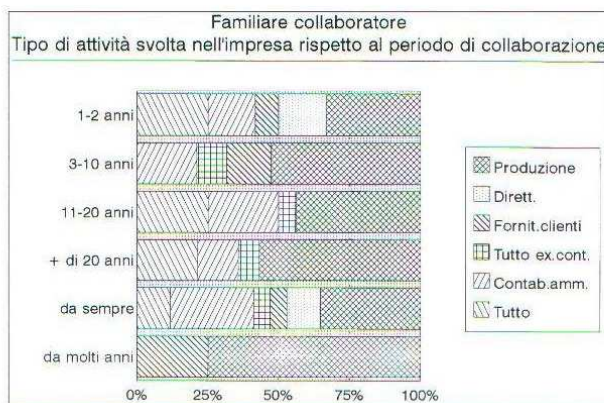 Familiare collaboratore
Tipo di attività svolta nell'impresa rispetto al periodo di collaborazione
1-2 anni
3-10 anni
11-20 anni
+ di 20 anni
da sempre
da molti anni
0% 25% 50% 75% 100%
Produzione
Dirett.
Fornit.clienti
Tutto ex.cont.
Contab.amm.
Tutto